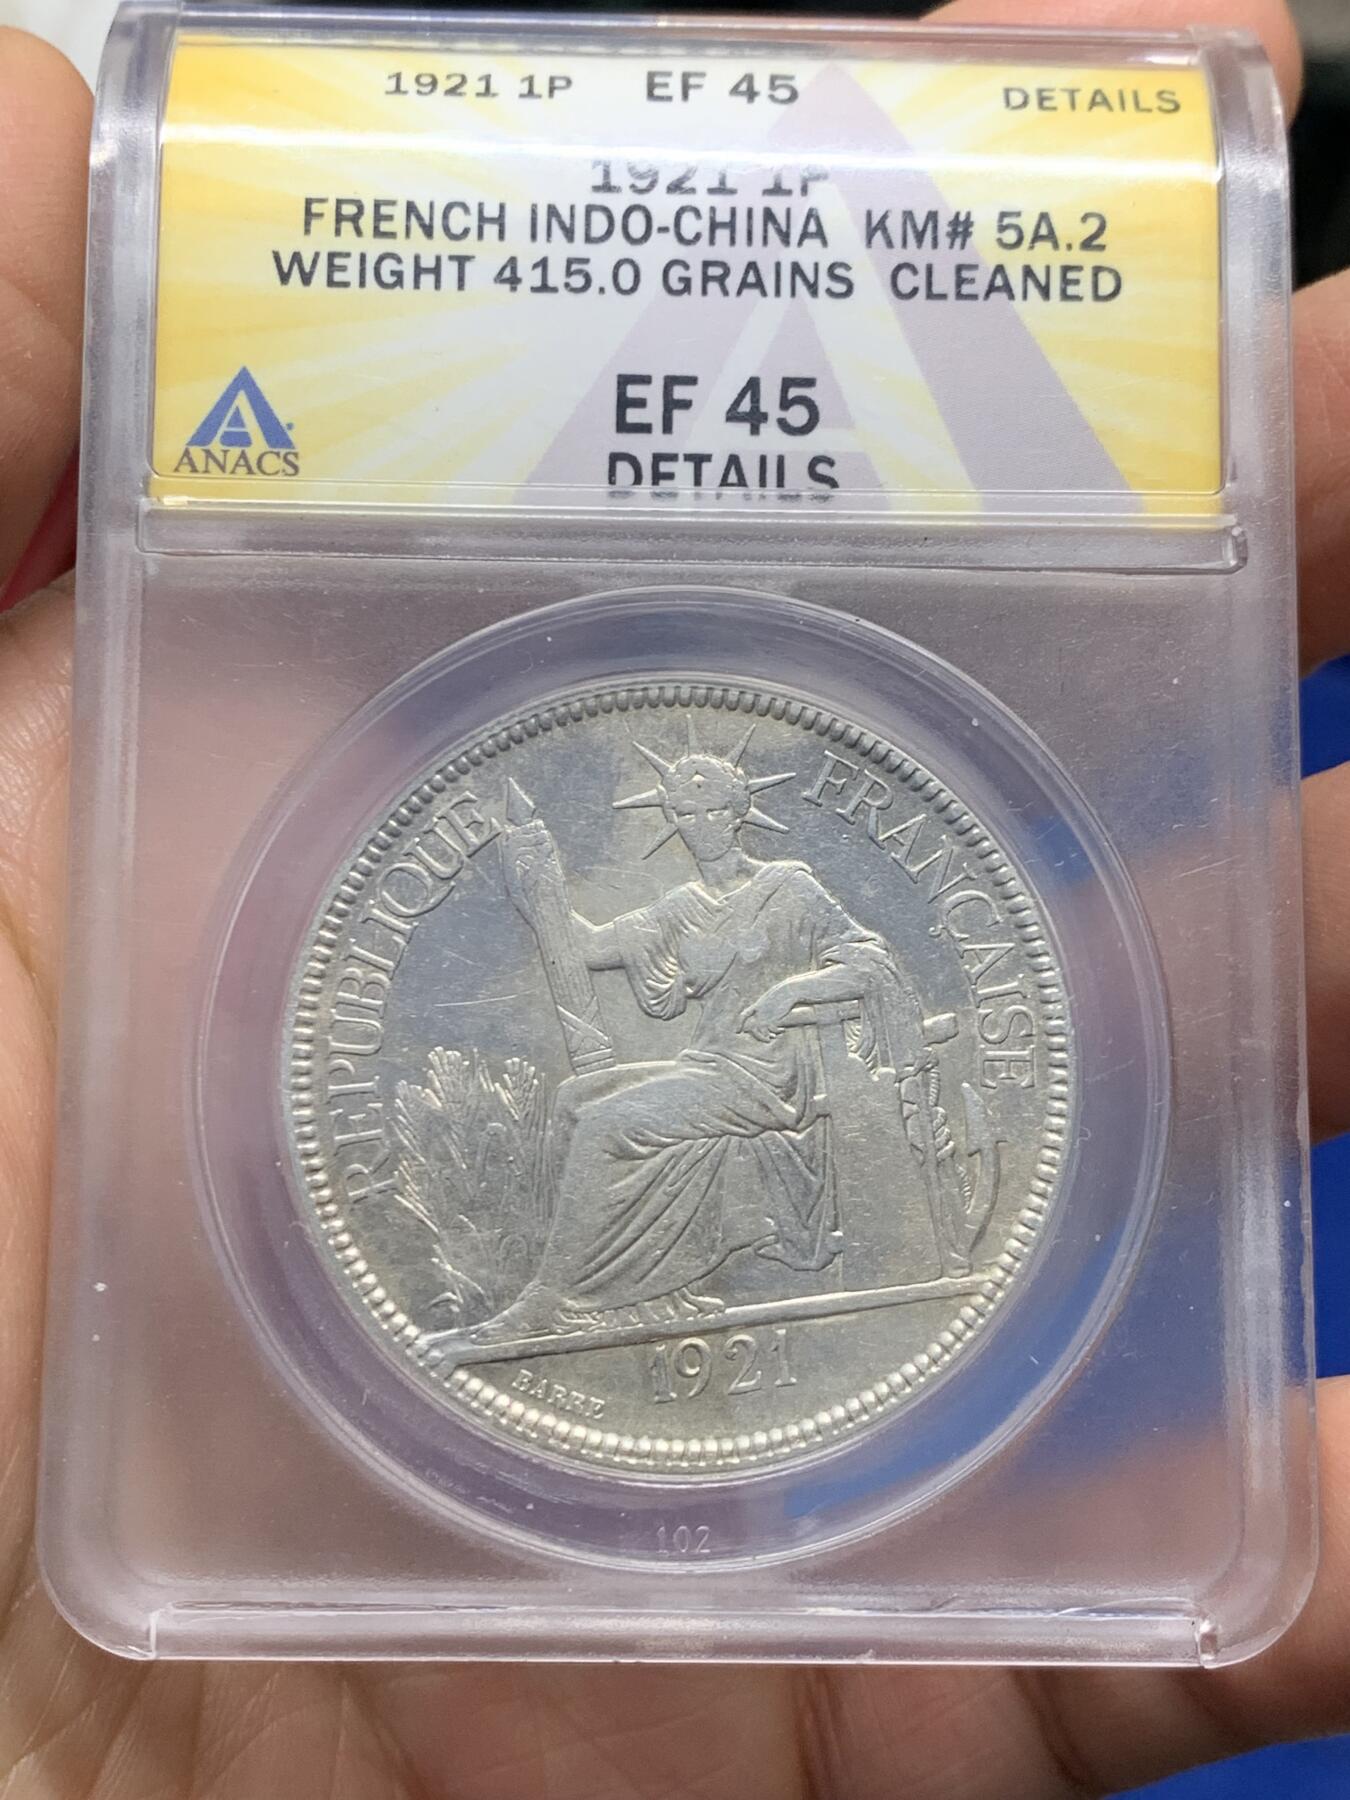 1921 1P EF 45 DETAILS
1921 1P
FRENCH INDO-CHINA KM# 5A.2
WEIGHT 415.0 GRAINS CLEANED
EF 45
DETAILS
ANACS
REPUBLIQUE FRANÇAISE
1921
BARRE
102